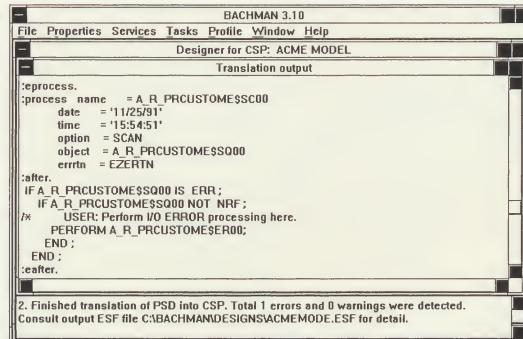 BACHMAN 3.10
File Properties Services Tasks Profile Window Help
Designer for CSP: ACME MODEL
Translation output
:eprocess.
:process name = A_R_PRCUSTOME$SC00
date = '11/25/91'
time = '15:54:51'
option = SCAN
object = A_R_PRCUSTOME$SQ00
errrtn = EZERTN
:after.
IF A_R_PRCUSTOME$SQ00 IS ERR ;
IF A_R_PRCUSTOME$SQ00 NOT NRF ;
/* USER: Perform I/O ERROR processing here.
PERFORM A_R_PRCUSTOME$ER00;
END ;
END ;
:eafter.
2. Finished translation of PSD into CSP. Total 1 errors and 0 warnings were detected.
Consult output ESF file C:\BACHMAN\DESIGNS\ACMEMODE.ESF for detail.